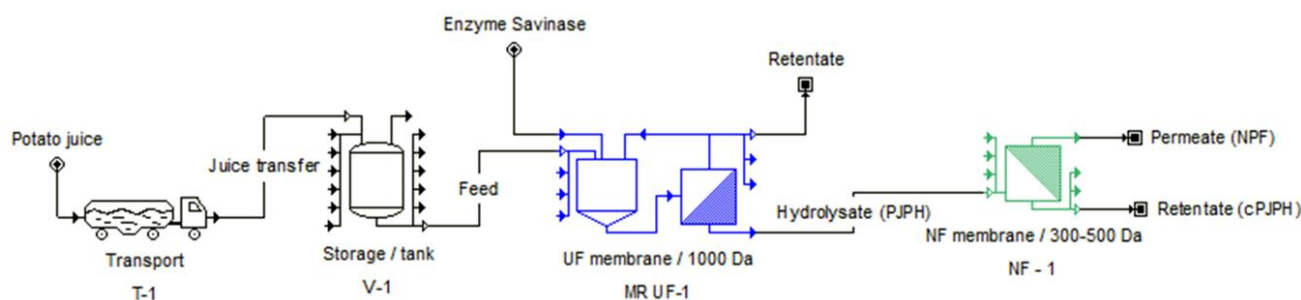 Enzyme Savinase
Retentate
Potato juice
Juice transfer
Feed
Hydrolysate (PJPH)
Permeate (NPF)
Retentate (cPJPH)
Transport
T-1
Storage / tank
V-1
UF membrane / 1000 Da
MR UF-1
NF membrane / 300-500 Da
NF - 1